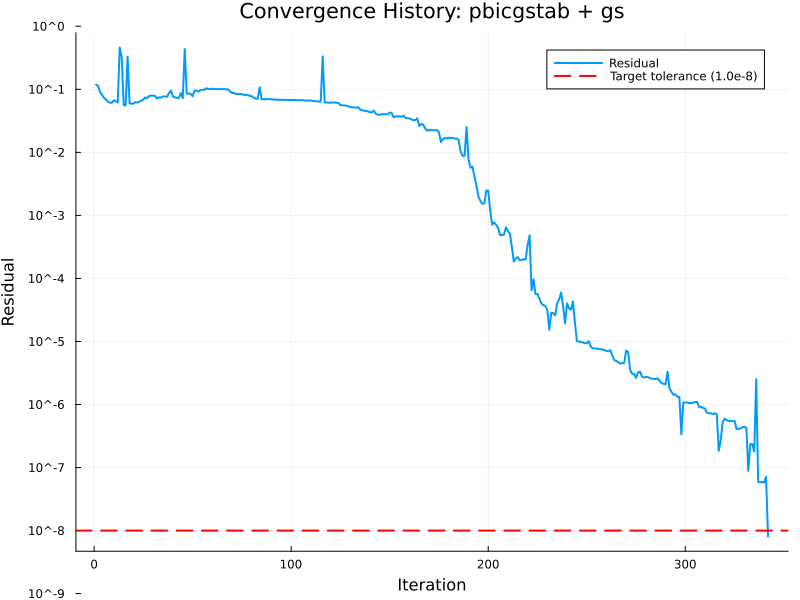 Convergence History: pbicgstab + gs
10^0
10^-1
10^-2
10^-3
10^-4
10^-5
10^-6
10^-7
10^-8
10^-9
Residual
Residual
Target tolerance (1.0e-8)
0 100 200 300
Iteration